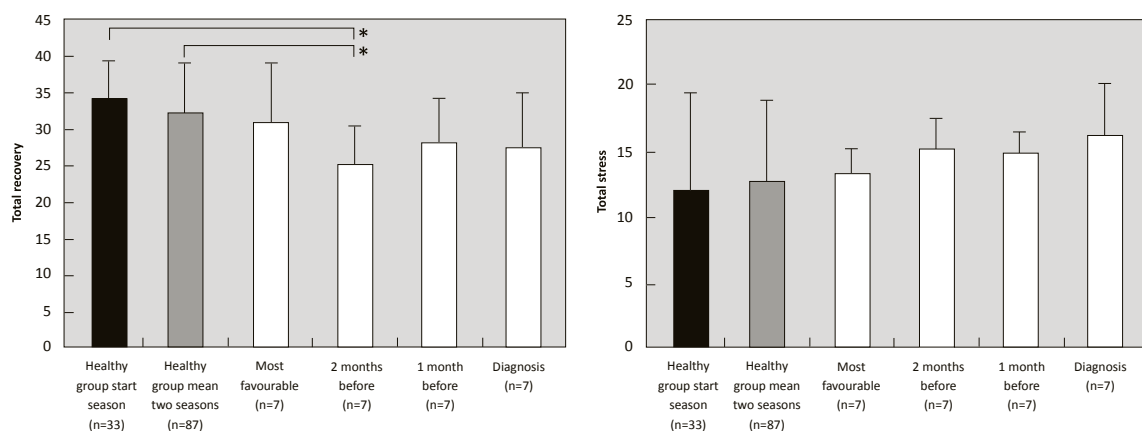 45
40
35
30
25
20
15
10
5
0
Total recovery
*
*
Healthy
group start
season
(n=33)
Healthy
group mean
two seasons
(n=87)
Most
favourable
(n=7)
2 months
before
(n=7)
1 month
before
(n=7)
Diagnosis
(n=7)
25
20
15
10
5
0
Total stress
Healthy
group start
season
(n=33)
Healthy
group mean
two seasons
(n=87)
Most
favourable
(n=7)
2 months
before
(n=7)
1 month
before
(n=7)
Diagnosis
(n=7)